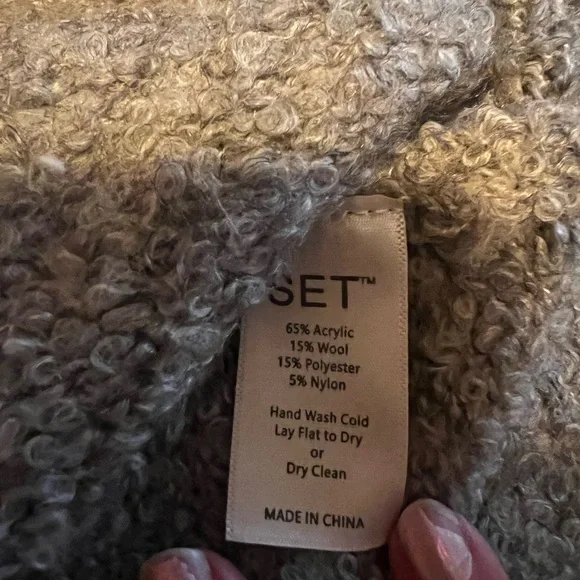 SET™
65% Acrylic
15% Wool
15% Polyester
5% Nylon
Hand Wash Cold
Lay Flat to Dry
or
Dry Clean
MADE IN CHINA